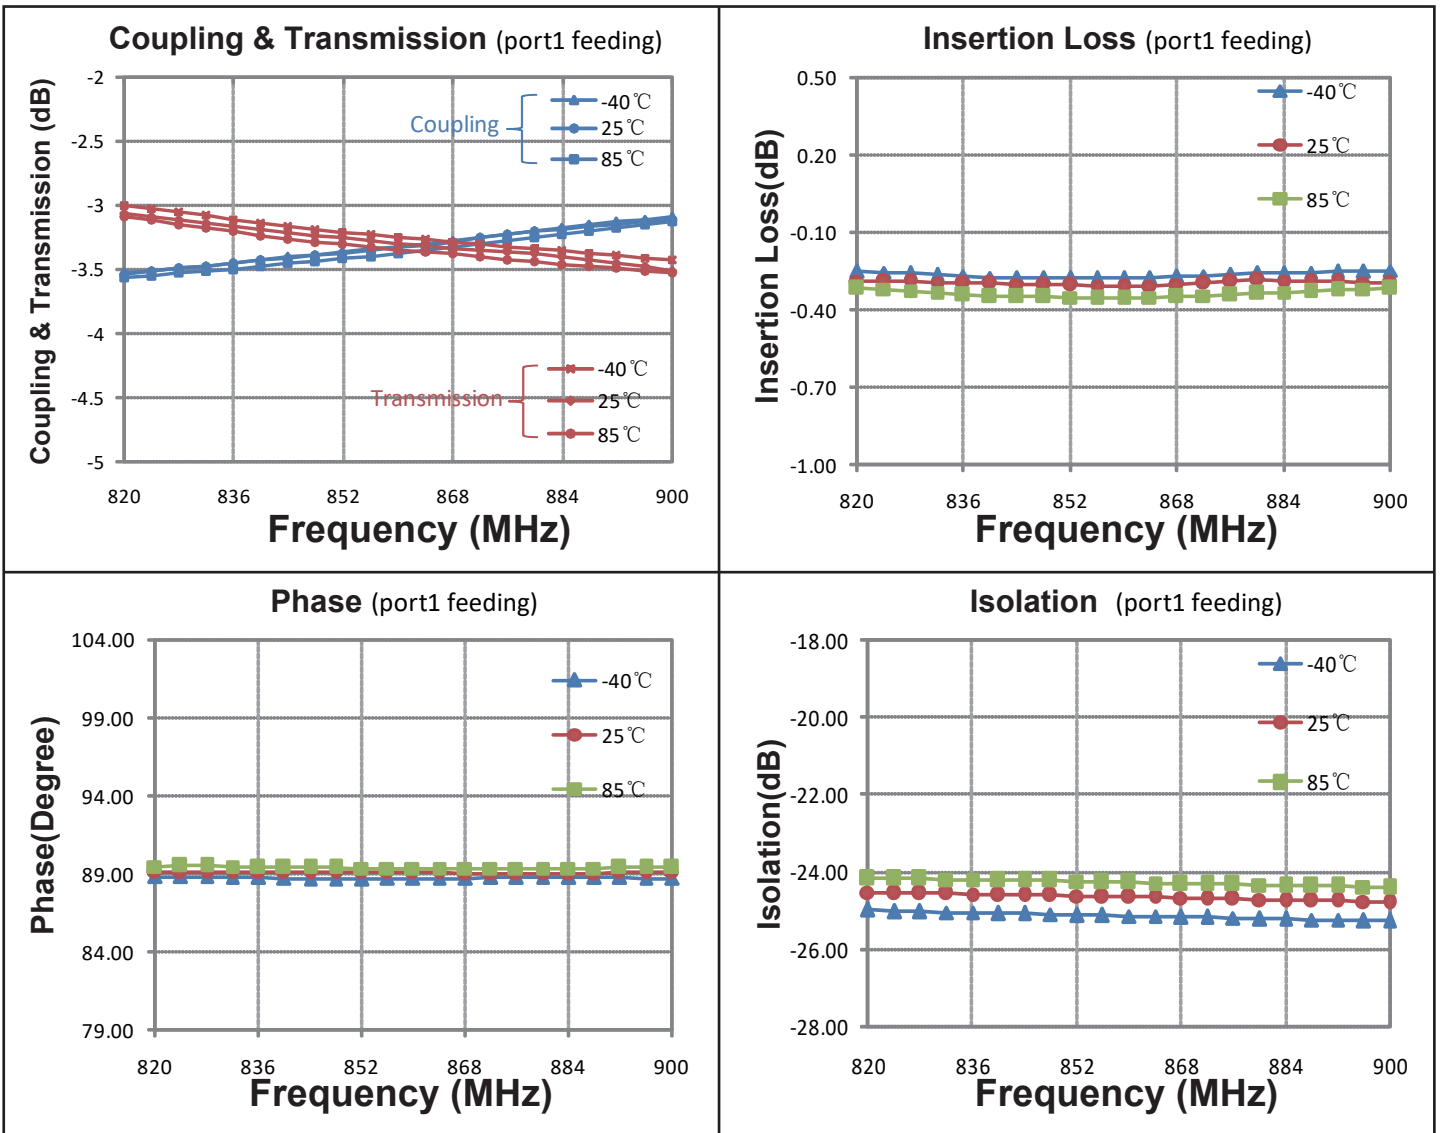 Coupling & Transmission (port1 feeding)
Coupling & Transmission (dB)
-2
-2.5
-3
-3.5
-4
-4.5
-5
Coupling
-40℃
25℃
85℃
Transmission
-40℃
25℃
85℃
820 836 852 868 884 900
Frequency (MHz)
Insertion Loss (port1 feeding)
Insertion Loss(dB)
0.50
0.20
-0.10
-0.40
-0.70
-1.00
-40℃
25℃
85℃
820 836 852 868 884 900
Frequency (MHz)
Phase (port1 feeding)
Phase(Degree)
104.00
99.00
94.00
89.00
84.00
79.00
-40℃
25℃
85℃
820 836 852 868 884 900
Frequency (MHz)
Isolation (port1 feeding)
Isolation(dB)
-18.00
-20.00
-22.00
-24.00
-26.00
-28.00
-40℃
25℃
85℃
820 836 852 868 884 900
Frequency (MHz)